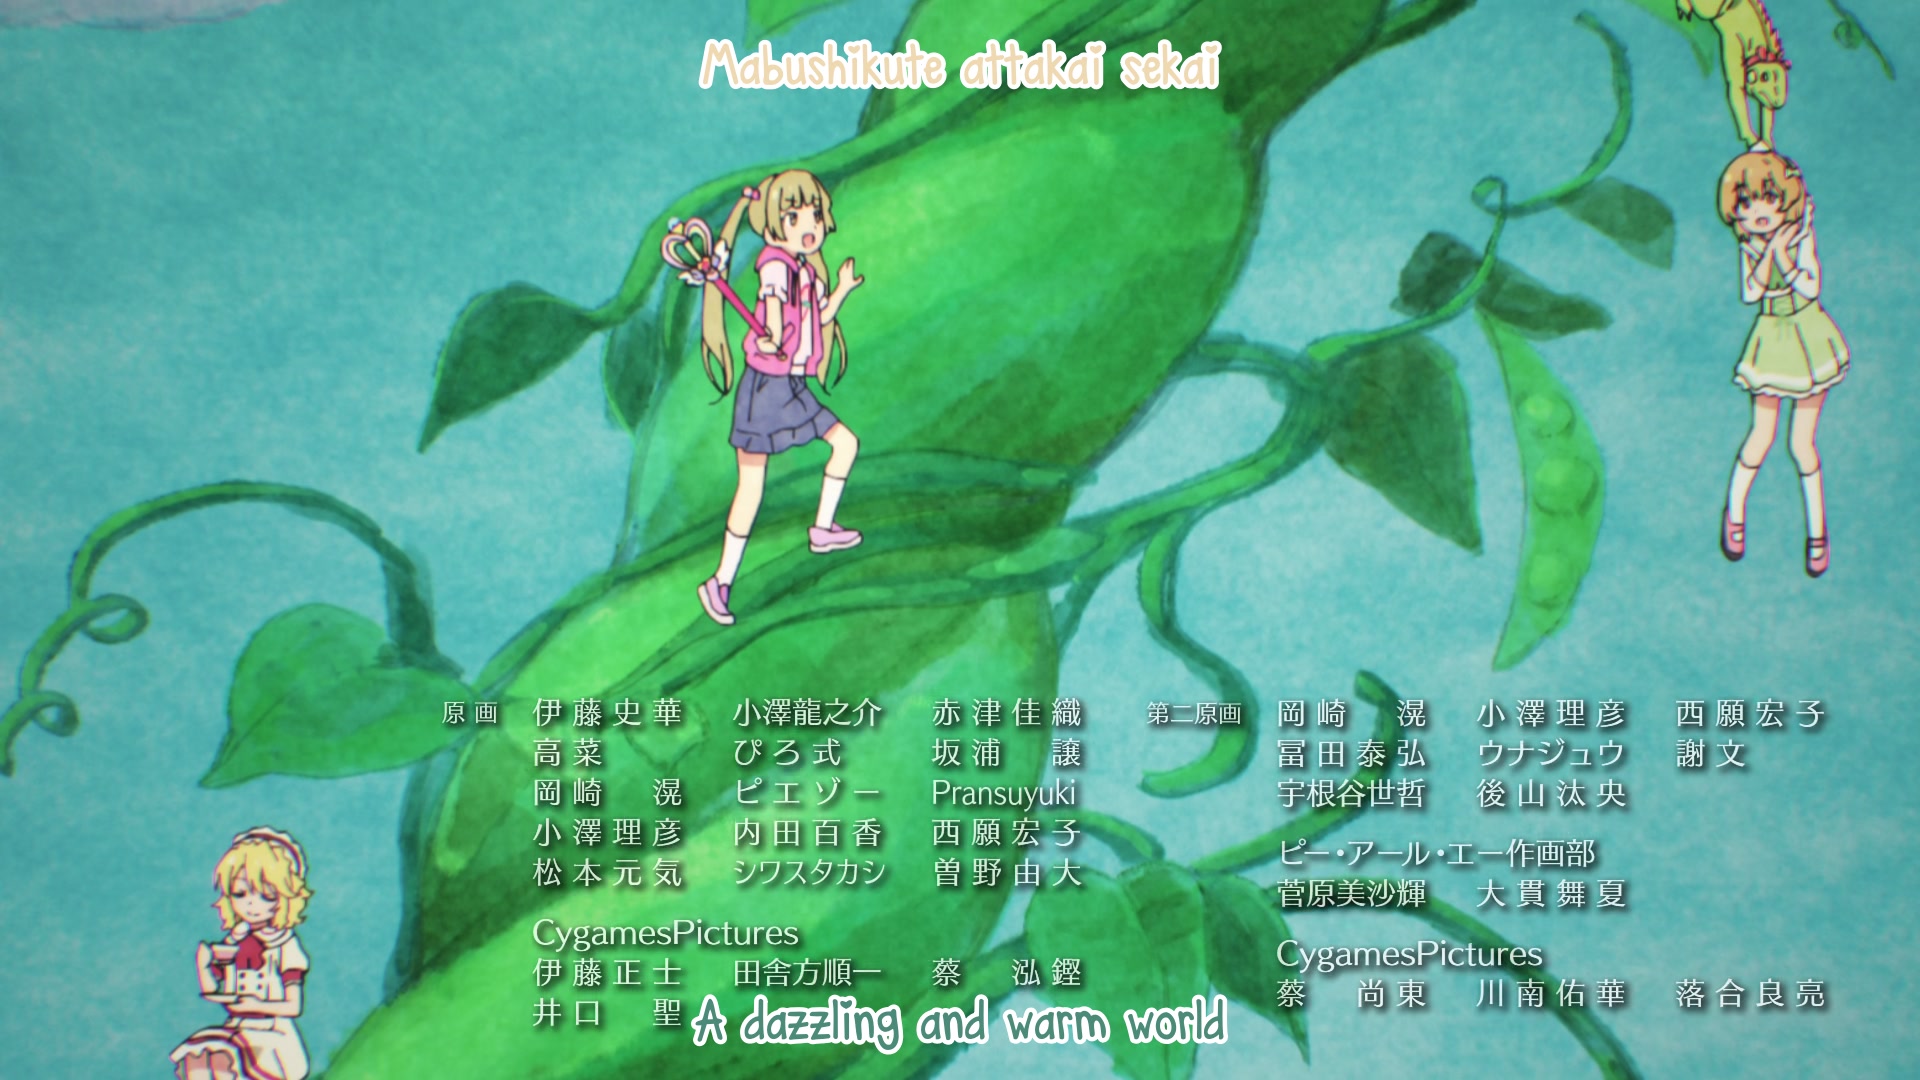 Mabushikute attakai sekai
原画 伊藤史華 小澤龍之介 赤津佳織
高菜 ぴろ式 坂浦 譲
岡崎 滉 ピエゾー Pransuyuki
小澤理彦 内田百香 西願宏子
松本元気 シワスタカシ 曽野由大
CygamesPictures
伊藤正士 田舎方順一 蔡 泓鏗
井口 聖
第二原画 岡崎 滉 小澤理彦 西願宏子
冨田泰弘 ウナジュウ 謝文
宇根谷世哲 後山汰央
ピー・アール・エー作画部
菅原美沙輝 大貫舞夏
CygamesPictures
蔡 尚東 川南佑華 落合良亮
A dazzling and warm world